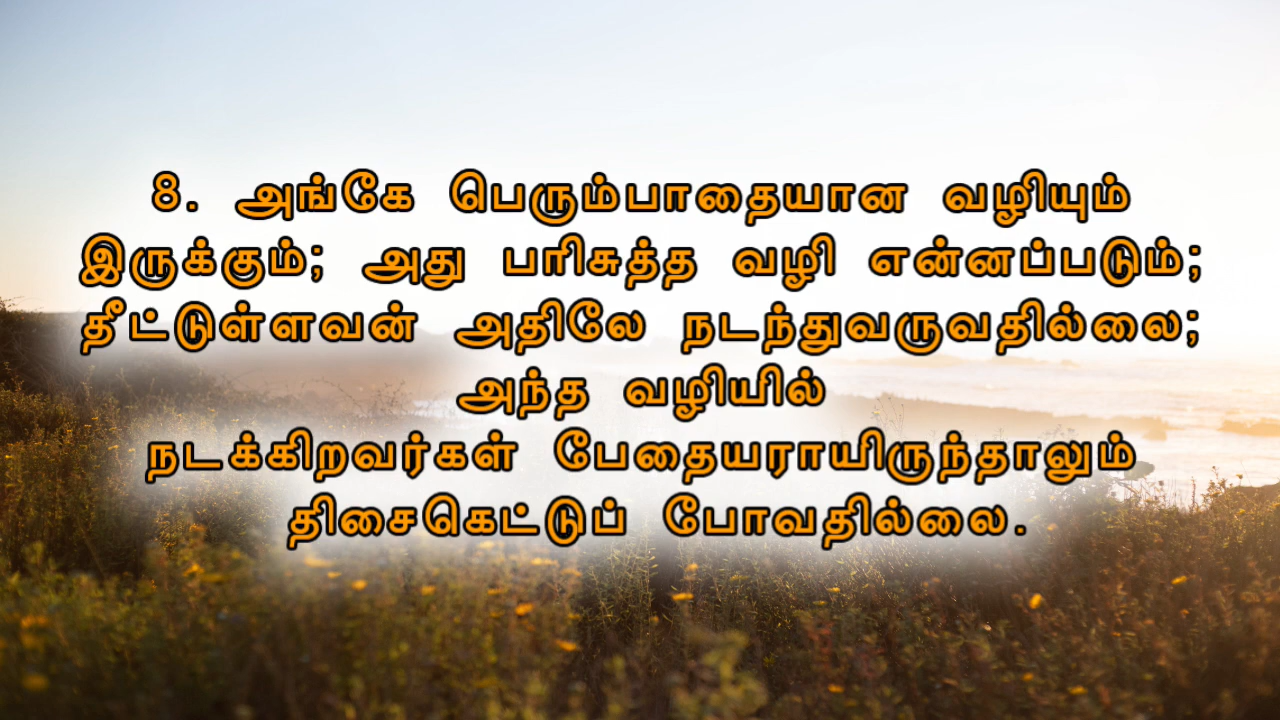 8. அங்கே பெரும்பாதையான வழியும்
இருக்கும்; அது பரிசுத்த வழி என்னப்படும்;
தீட்டுள்ளவன் அதிலே நடந்துவருவதில்லை;
அந்த வழியில்
நடக்கிறவர்கள் பேதையராயிருந்தாலும்
திசைகெட்டுப் போவதில்லை.